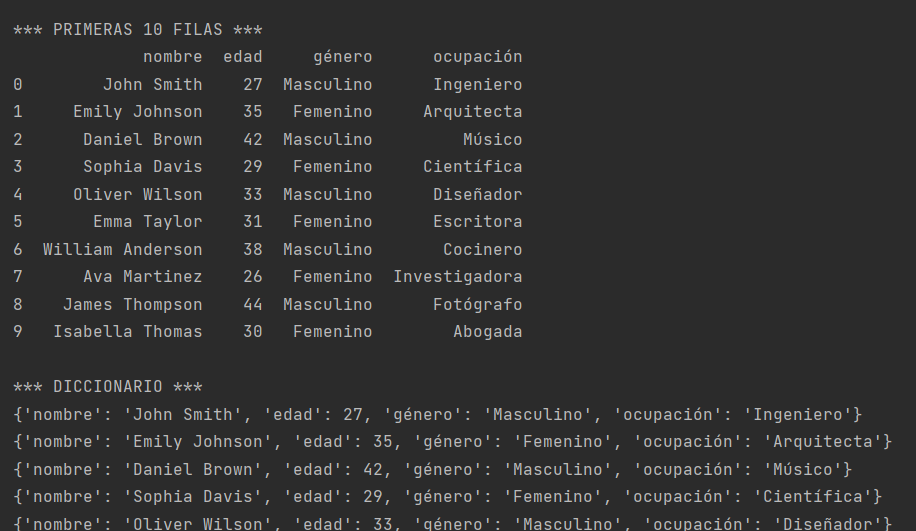 *** PRIMERAS 10 FILAS ***
nombre edad género ocupación
0 John Smith 27 Masculino Ingeniero
1 Emily Johnson 35 Femenino Arquitecta
2 Daniel Brown 42 Masculino Músico
3 Sophia Davis 29 Femenino Científica
4 Oliver Wilson 33 Masculino Diseñador
5 Emma Taylor 31 Femenino Escritora
6 William Anderson 38 Masculino Cocinero
7 Ava Martinez 26 Femenino Investigadora
8 James Thompson 44 Masculino Fotógrafo
9 Isabella Thomas 30 Femenino Abogada
*** DICCIONARIO ***
{'nombre': 'John Smith', 'edad': 27, 'género': 'Masculino', 'ocupación': 'Ingeniero'}
{'nombre': 'Emily Johnson', 'edad': 35, 'género': 'Femenino', 'ocupación': 'Arquitecta'}
{'nombre': 'Daniel Brown', 'edad': 42, 'género': 'Masculino', 'ocupación': 'Músico'}
{'nombre': 'Sophia Davis', 'edad': 29, 'género': 'Femenino', 'ocupación': 'Científica'}
{'nombre': 'Oliver Wilson', 'edad': 33, 'género': 'Masculino', 'ocupación': 'Diseñador'}